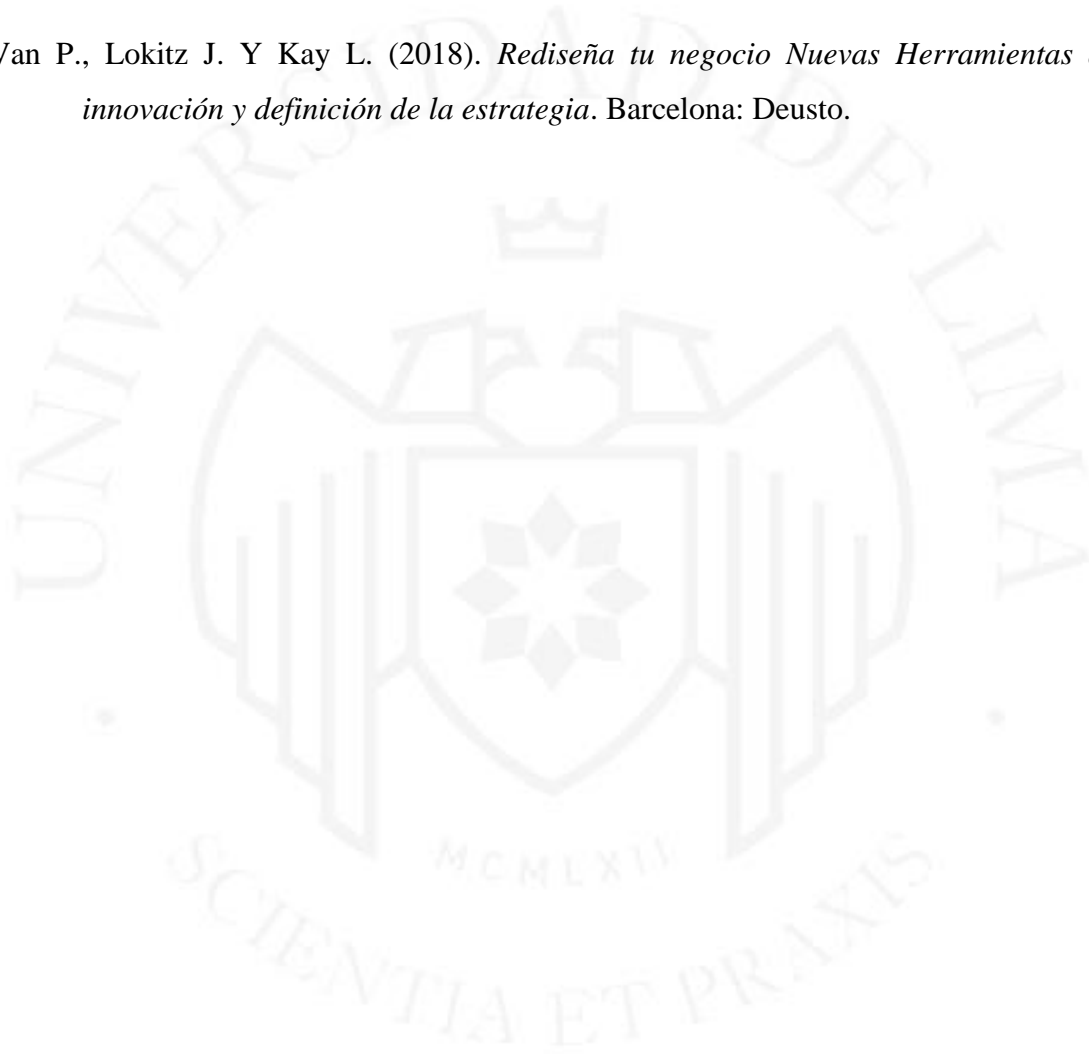 Van P., Lokitz J. Y Kay L. (2018). Rediseña tu negocio Nuevas Herramientas
innovación y definición de la estrategia. Barcelona: Deusto.
UNIVERSIDAD DE LIMA
MCMLXII
SCIENTIA ET PRAXIS